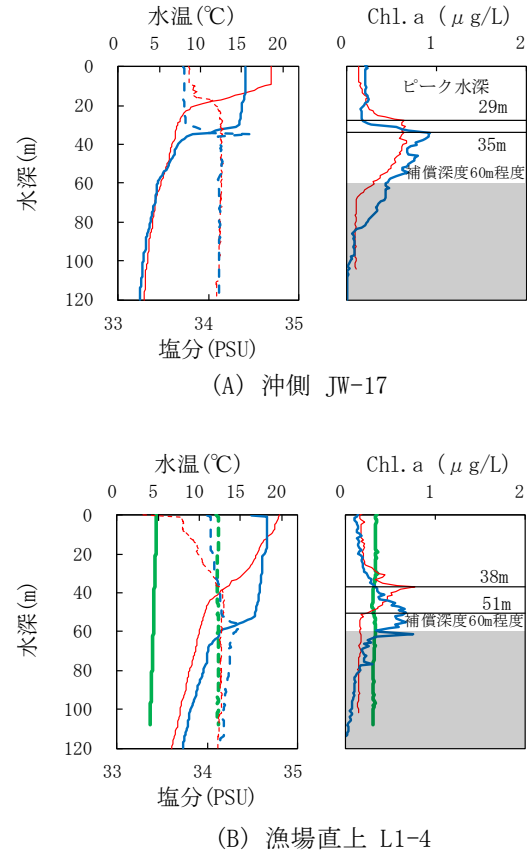 水温(℃)
0 5 10 15 20
Chl.a (μg/L)
0 1 2
0
20
40
60
80
100
120
水深(m)
ピーク水深
29m
35m
補償深度60m程度
33 34 35
塩分(PSU)
(A) 沖側 JW-17
水温(℃)
0 5 10 15 20
Chl.a (μg/L)
0 1 2
0
20
40
60
80
100
120
水深(m)
38m
51m
補償深度60m程度
33 34 35
塩分(PSU)
(B) 漁場直上 L1-4